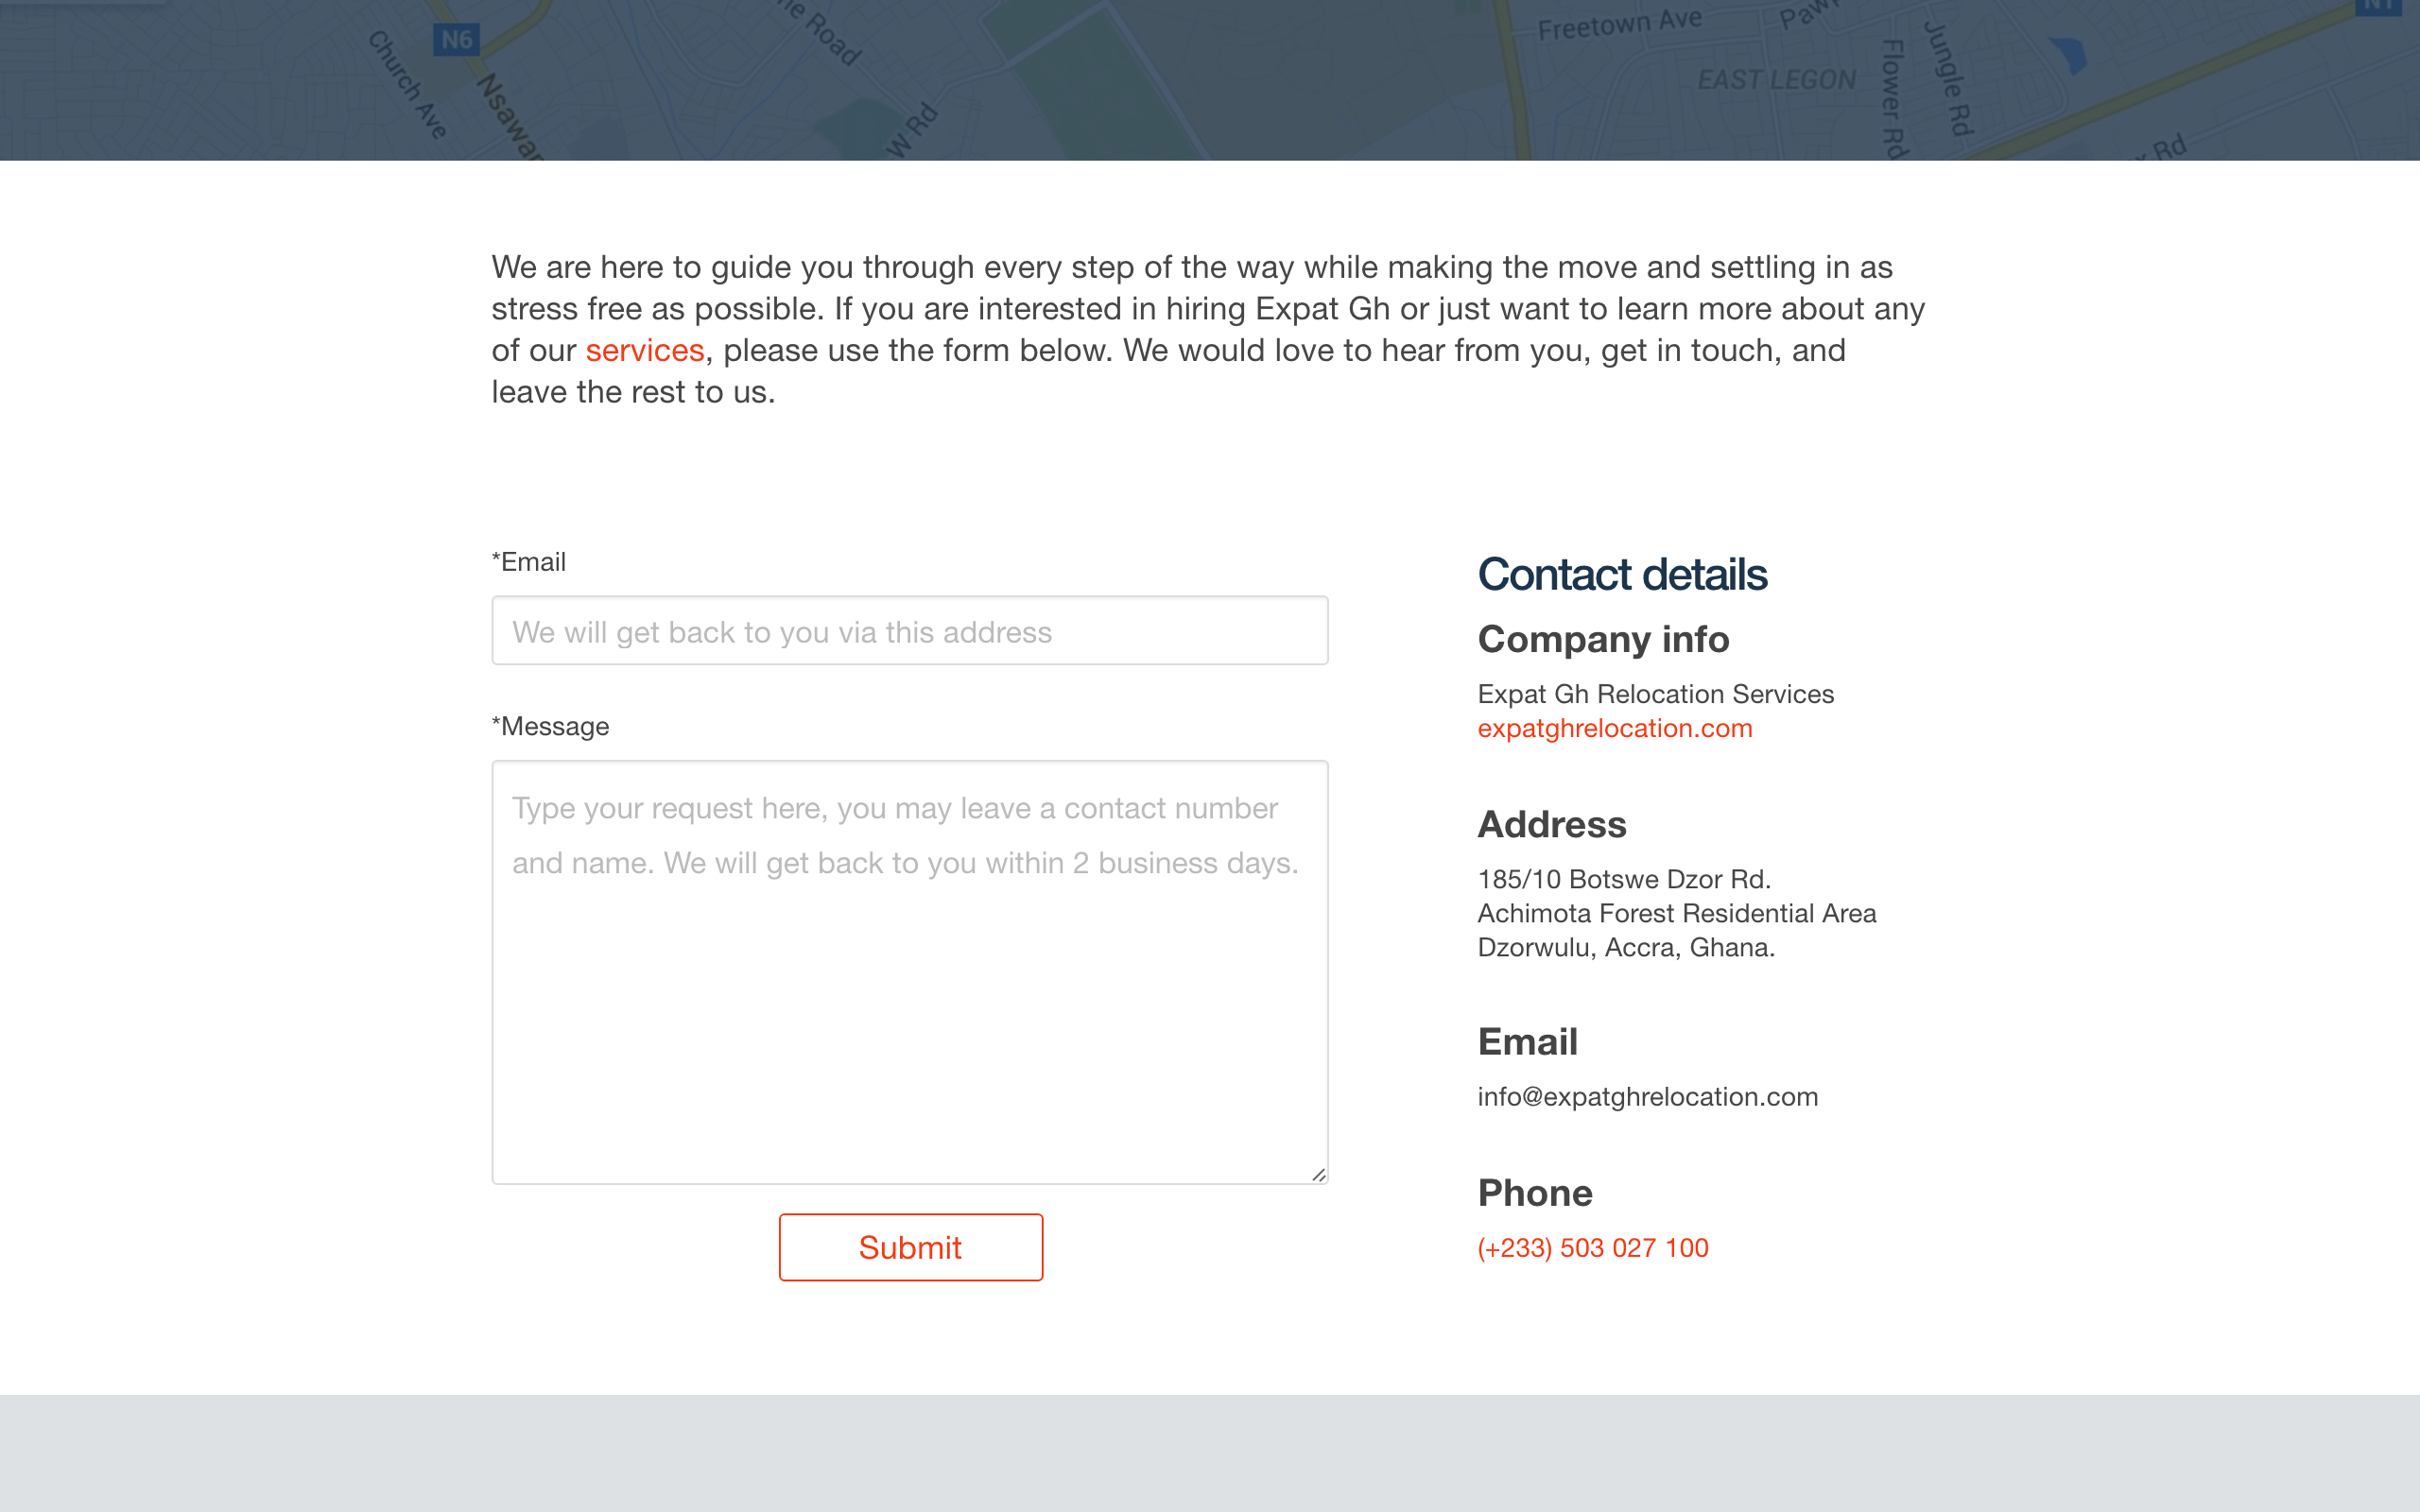 N6
Church Ave
W Rd
Freetown Ave
EAST LEGON
Flower Rd
Jungle Rd
Rd
We are here to guide you through every step of the way while making the move and settling in as
stress free as possible. If you are interested in hiring Expat Gh or just want to learn more about any
of our services, please use the form below. We would love to hear from you, get in touch, and
leave the rest to us.
*Email
We will get back to you via this address
*Message
Type your request here, you may leave a contact number
and name. We will get back to you within 2 business days.
Submit
Contact details
Company info
Expat Gh Relocation Services
expatghrelocation.com
Address
185/10 Botswe Dzor Rd.
Achimota Forest Residential Area
Dzorwulu, Accra, Ghana.
Email
info@expatghrelocation.com
Phone
(+233) 503 027 100